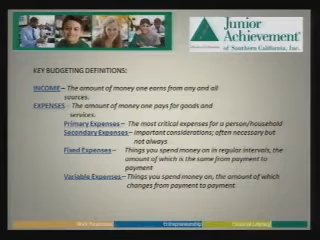 Junior
Achievement®
of Southern California, Inc.
KEY BUDGETING DEFINITIONS:
INCOME – The amount of money one earns from any and all
sources.
EXPENSES - The amount of money one pays for goods and
services.
Primary Expenses – The most critical expenses for a person/household
Secondary Expenses – Important considerations; often necessary but
not always
Fixed Expenses – Things you spend money on in regular intervals, the
amount of which is the same from payment to
payment
Variable Expenses – Things you spend money on, the amount of which
changes from payment to payment
Work Readiness Entrepreneurship Financial Literacy